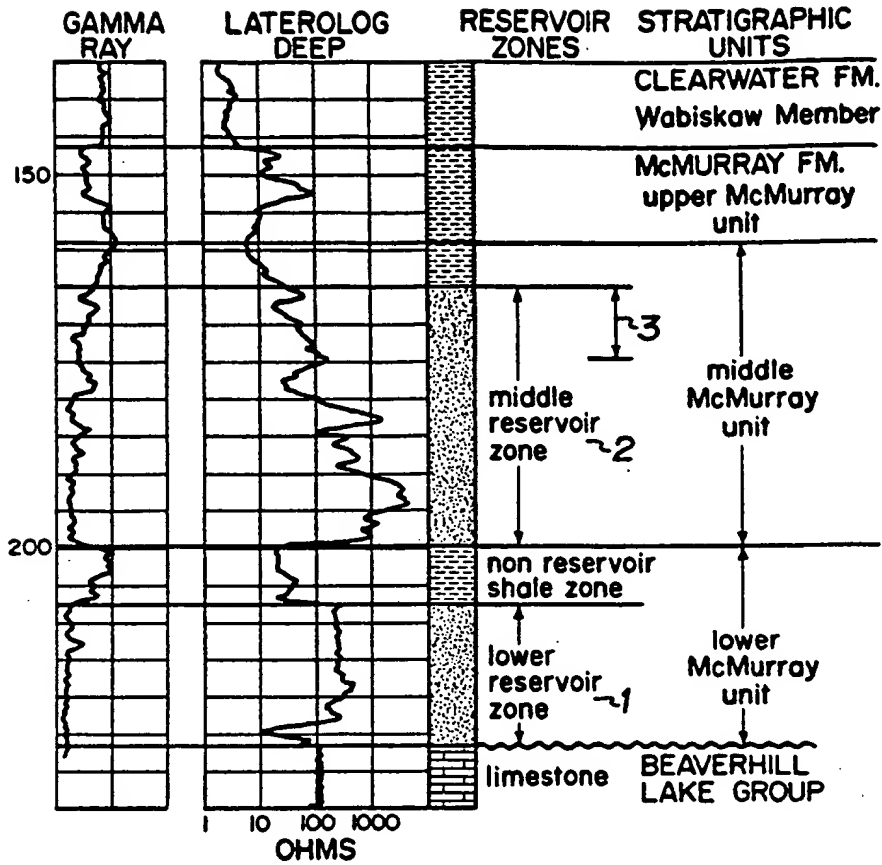 GAMMA RAY
LATEROLOG DEEP
RESERVOIR ZONES
STRATIGRAPHIC UNITS
CLEARWATER FM.
Wabiskaw Member
150
McMURRAY FM.
upper McMurray
unit
3
middle
reservoir
zone 2
middle
McMurray
unit
200
non reservoir
shale zone
lower
reservoir
zone 1
lower
McMurray
unit
limestone
BEAVERHILL
LAKE GROUP
1 10 100 1000
OHMS